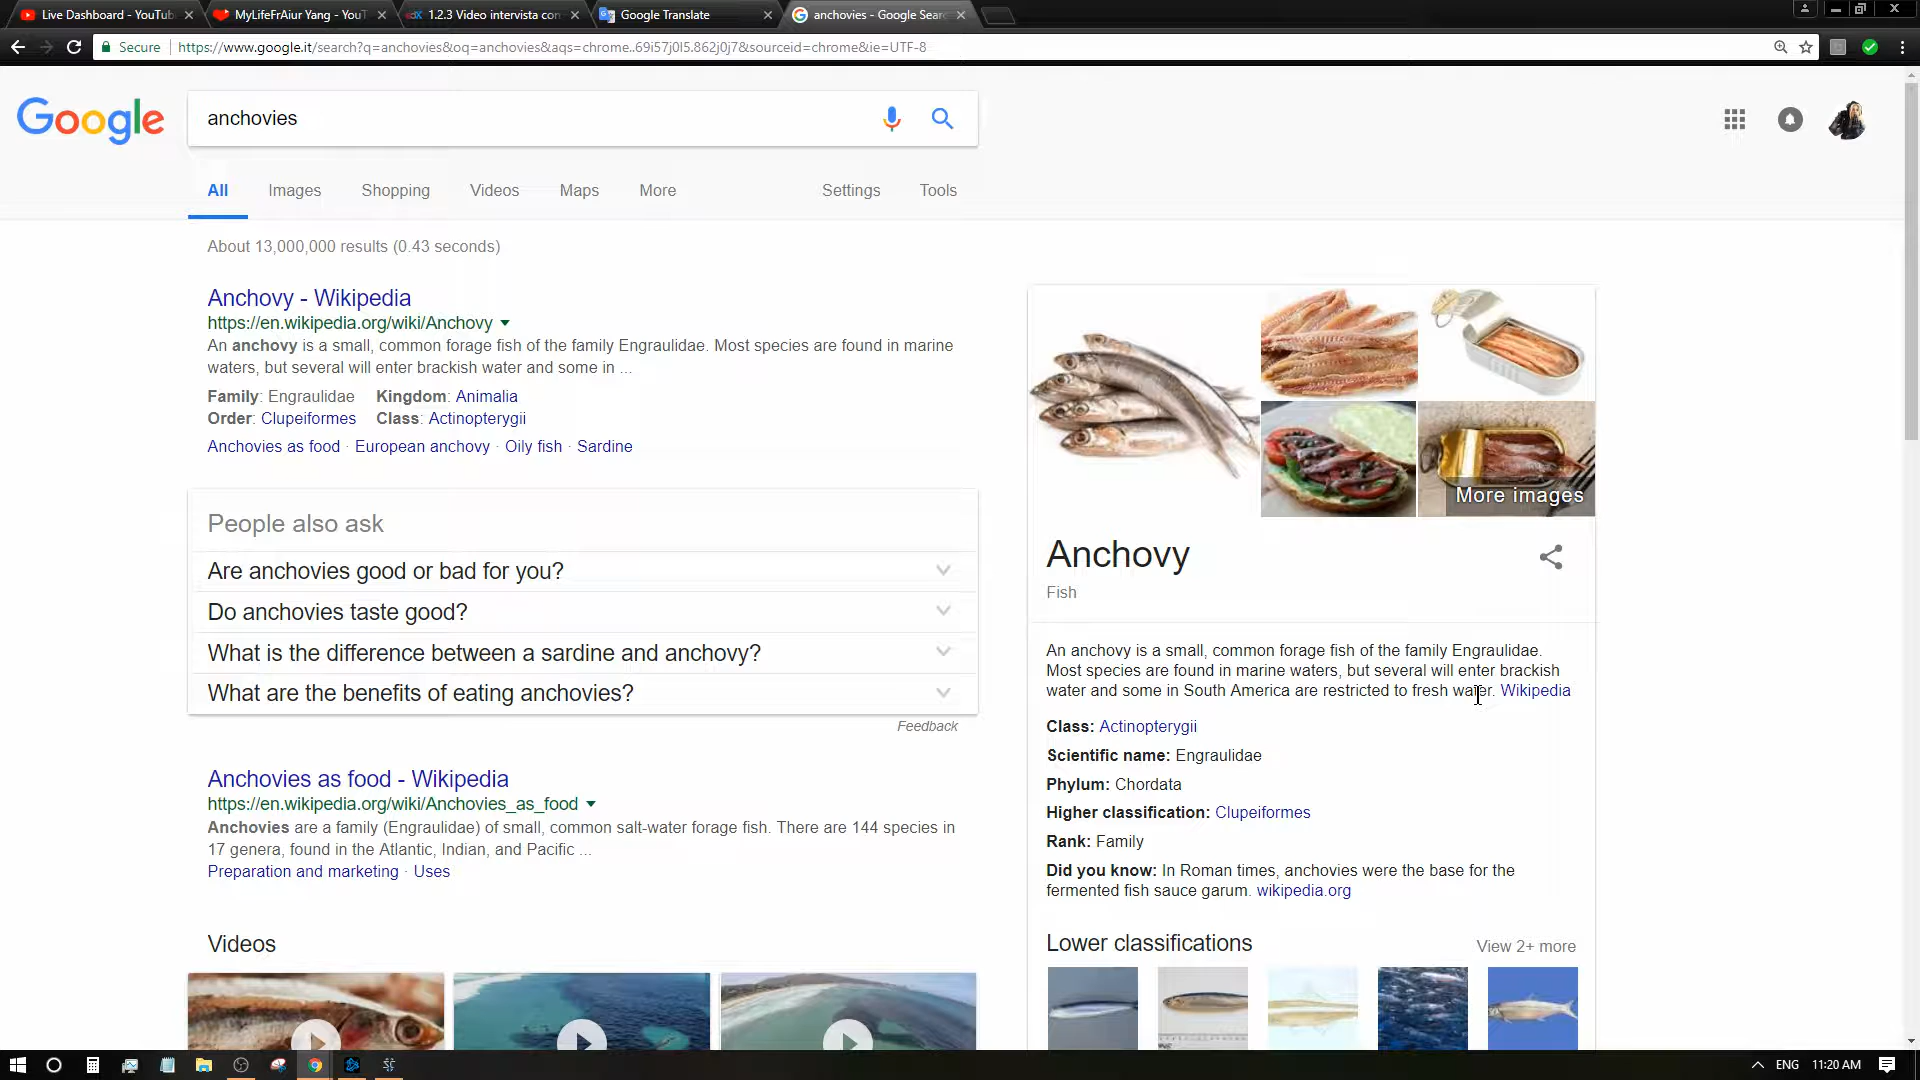 Live Dashboard - YouTub
MyLifeFrAiur Yang - YouT
1.2.3 Video intervista con
Google Translate
anchovies - Google Sear
Secure
https://www.google.it/search?q=anchovies&oq=anchovies&aqs=chrome..69i57j0l5.862j0j7&sourceid=chrome&ie=UTF-8
Google
anchovies
All Images Shopping Videos Maps More Settings Tools
About 13,000,000 results (0.43 seconds)
Anchovy - Wikipedia
https://en.wikipedia.org/wiki/Anchovy
An anchovy is a small, common forage fish of the family Engraulidae. Most species are found in marine
waters, but several will enter brackish water and some in ...
Family: Engraulidae Kingdom: Animalia
Order: Clupeiformes Class: Actinopterygii
Anchovies as food · European anchovy · Oily fish · Sardine
People also ask
Are anchovies good or bad for you?
Do anchovies taste good?
What is the difference between a sardine and anchovy?
What are the benefits of eating anchovies?
Feedback
Anchovies as food - Wikipedia
https://en.wikipedia.org/wiki/Anchovies_as_food
Anchovies are a family (Engraulidae) of small, common salt-water forage fish. There are 144 species in
17 genera, found in the Atlantic, Indian, and Pacific ...
Preparation and marketing · Uses
Videos
More images
Anchovy
Fish
An anchovy is a small, common forage fish of the family Engraulidae.
Most species are found in marine waters, but several will enter brackish
water and some in South America are restricted to fresh water. Wikipedia
Class: Actinopterygii
Scientific name: Engraulidae
Phylum: Chordata
Higher classification: Clupeiformes
Rank: Family
Did you know: In Roman times, anchovies were the base for the
fermented fish sauce garum. wikipedia.org
Lower classifications
View 2+ more
ENG
11:20 AM